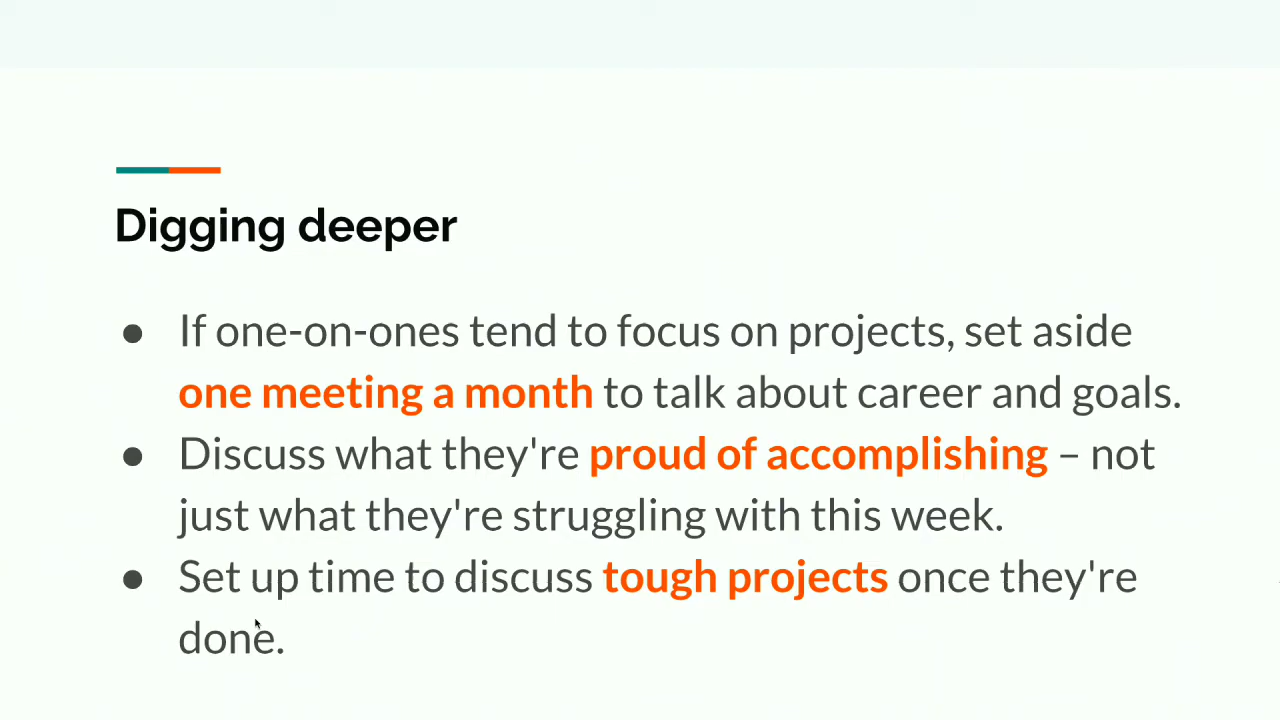 Digging deeper
● If one-on-ones tend to focus on projects, set aside
one meeting a month to talk about career and goals.
● Discuss what they're proud of accomplishing – not
just what they're struggling with this week.
● Set up time to discuss tough projects once they're
done.